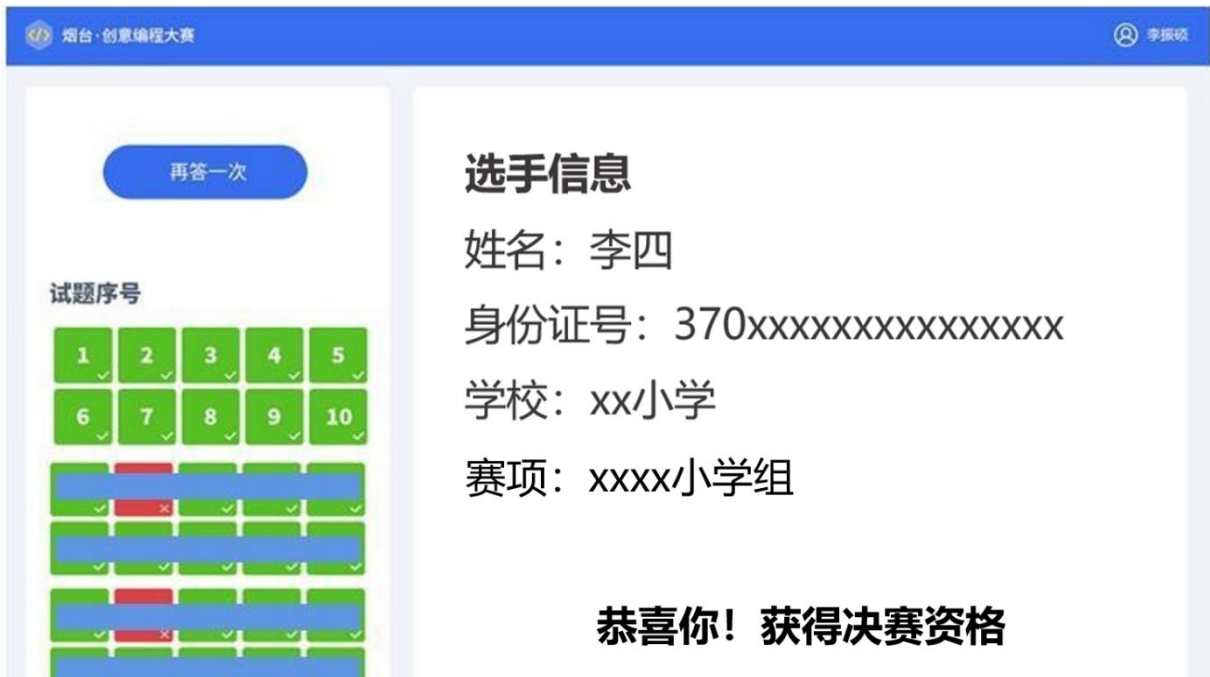 烟台·创意编程大赛
李振硕
再答一次
试题序号
1 2 3 4 5
6 7 8 9 10
选手信息
姓名：李四
身份证号：370xxxxxxxxxxxxxxx
学校：xx小学
赛项：xxxx小学组
恭喜你！获得决赛资格